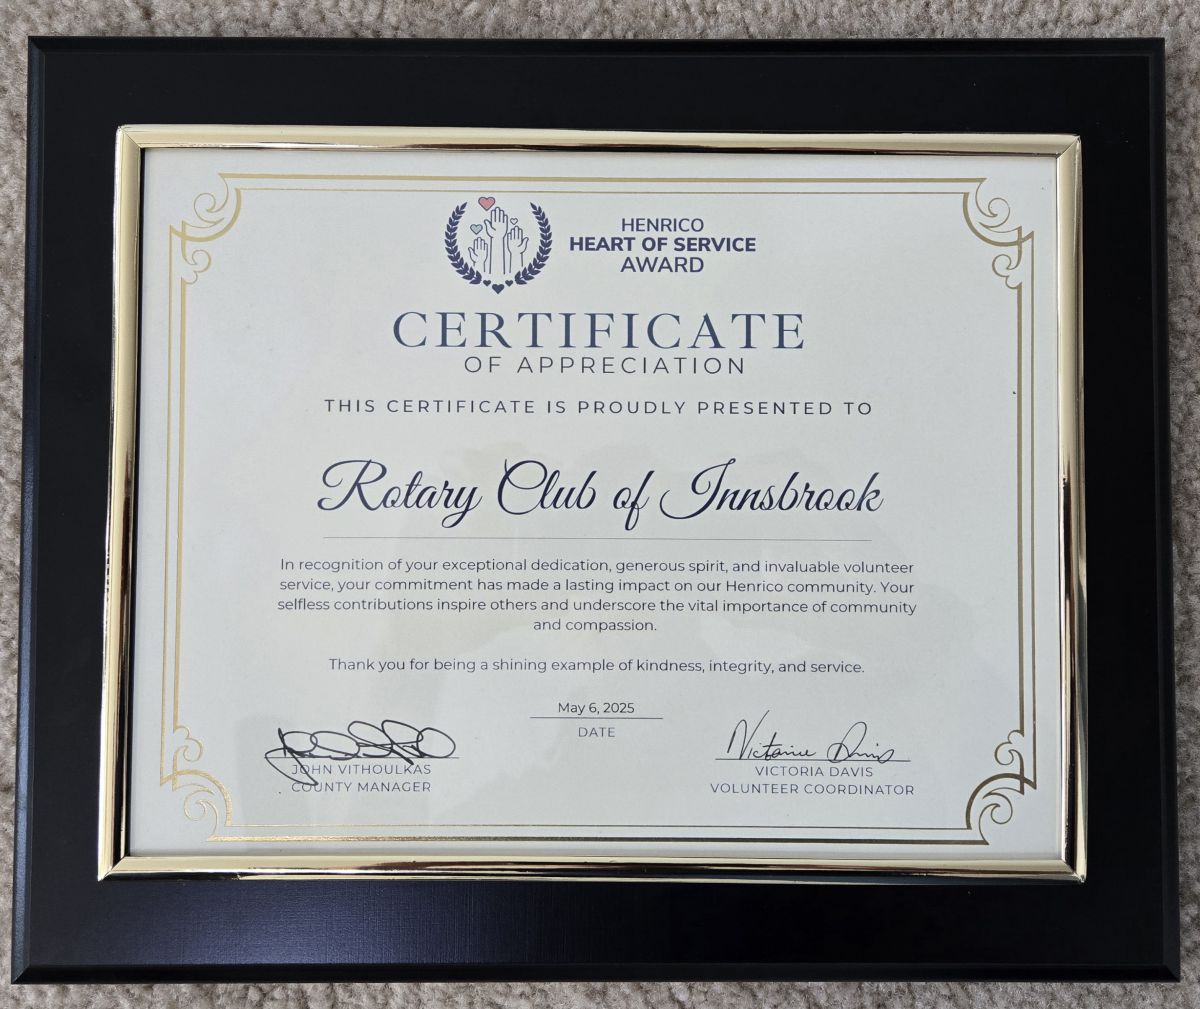 HENRICO
HEART OF SERVICE
AWARD
CERTIFICATE
OF APPRECIATION
THIS CERTIFICATE IS PROUDLY PRESENTED TO
Rotary Club of Innsbrook
In recognition of your exceptional dedication, generous spirit, and invaluable volunteer
service, your commitment has made a lasting impact on our Henrico community. Your
selfless contributions inspire others and underscore the vital importance of community
and compassion.
Thank you for being a shining example of kindness, integrity, and service.
May 6, 2025
DATE
JOHN VITHOULKAS
COUNTY MANAGER
Victoria Davis
VICTORIA DAVIS
VOLUNTEER COORDINATOR